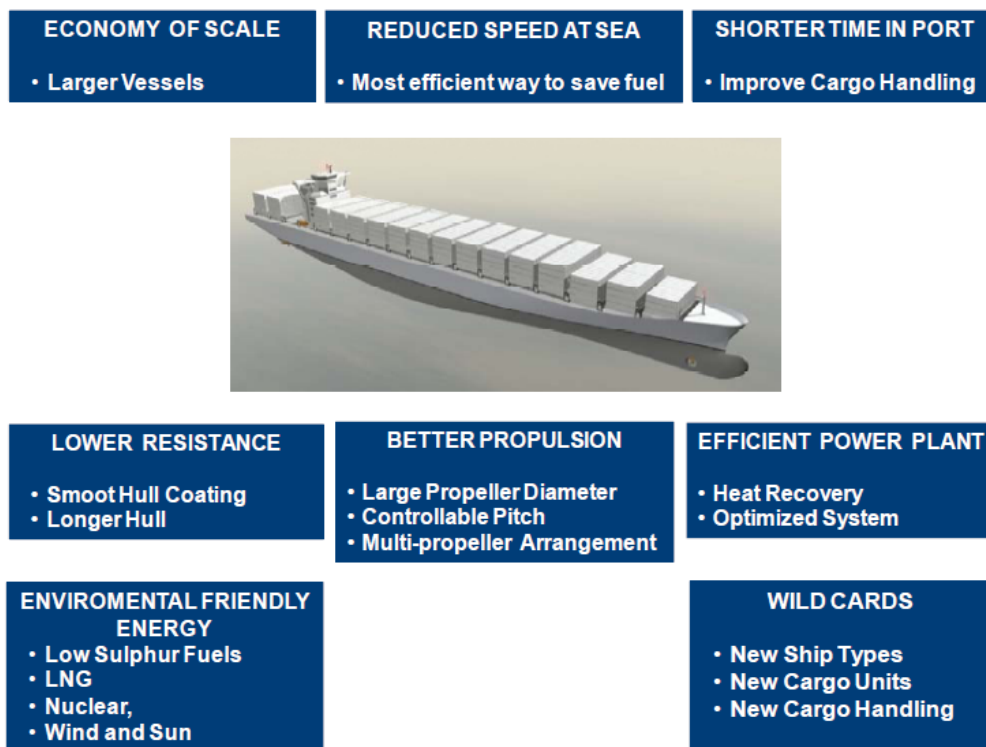 ECONOMY OF SCALE
• Larger Vessels
REDUCED SPEED AT SEA
• Most efficient way to save fuel
SHORTER TIME IN PORT
• Improve Cargo Handling
LOWER RESISTANCE
• Smoot Hull Coating
• Longer Hull
BETTER PROPULSION
• Large Propeller Diameter
• Controllable Pitch
• Multi-propeller Arrangement
EFFICIENT POWER PLANT
• Heat Recovery
• Optimized System
ENVIROMENTAL FRIENDLY
ENERGY
• Low Sulphur Fuels
• LNG
• Nuclear,
• Wind and Sun
WILD CARDS
• New Ship Types
• New Cargo Units
• New Cargo Handling